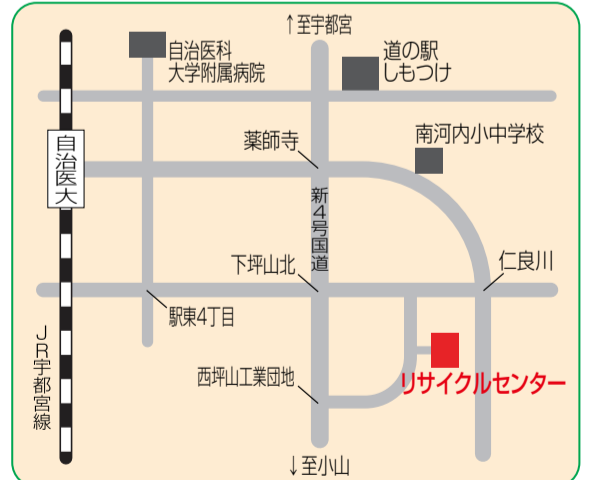 ↑至宇都宮
自治医科
大学附属病院
道の駅
しもつけ
薬師寺
南河内小中学校
自治医大
新4号国道
下坪山北
仁良川
駅東4丁目
JR宇都宮線
西坪山工業団地
リサイクルセンター
↓至小山